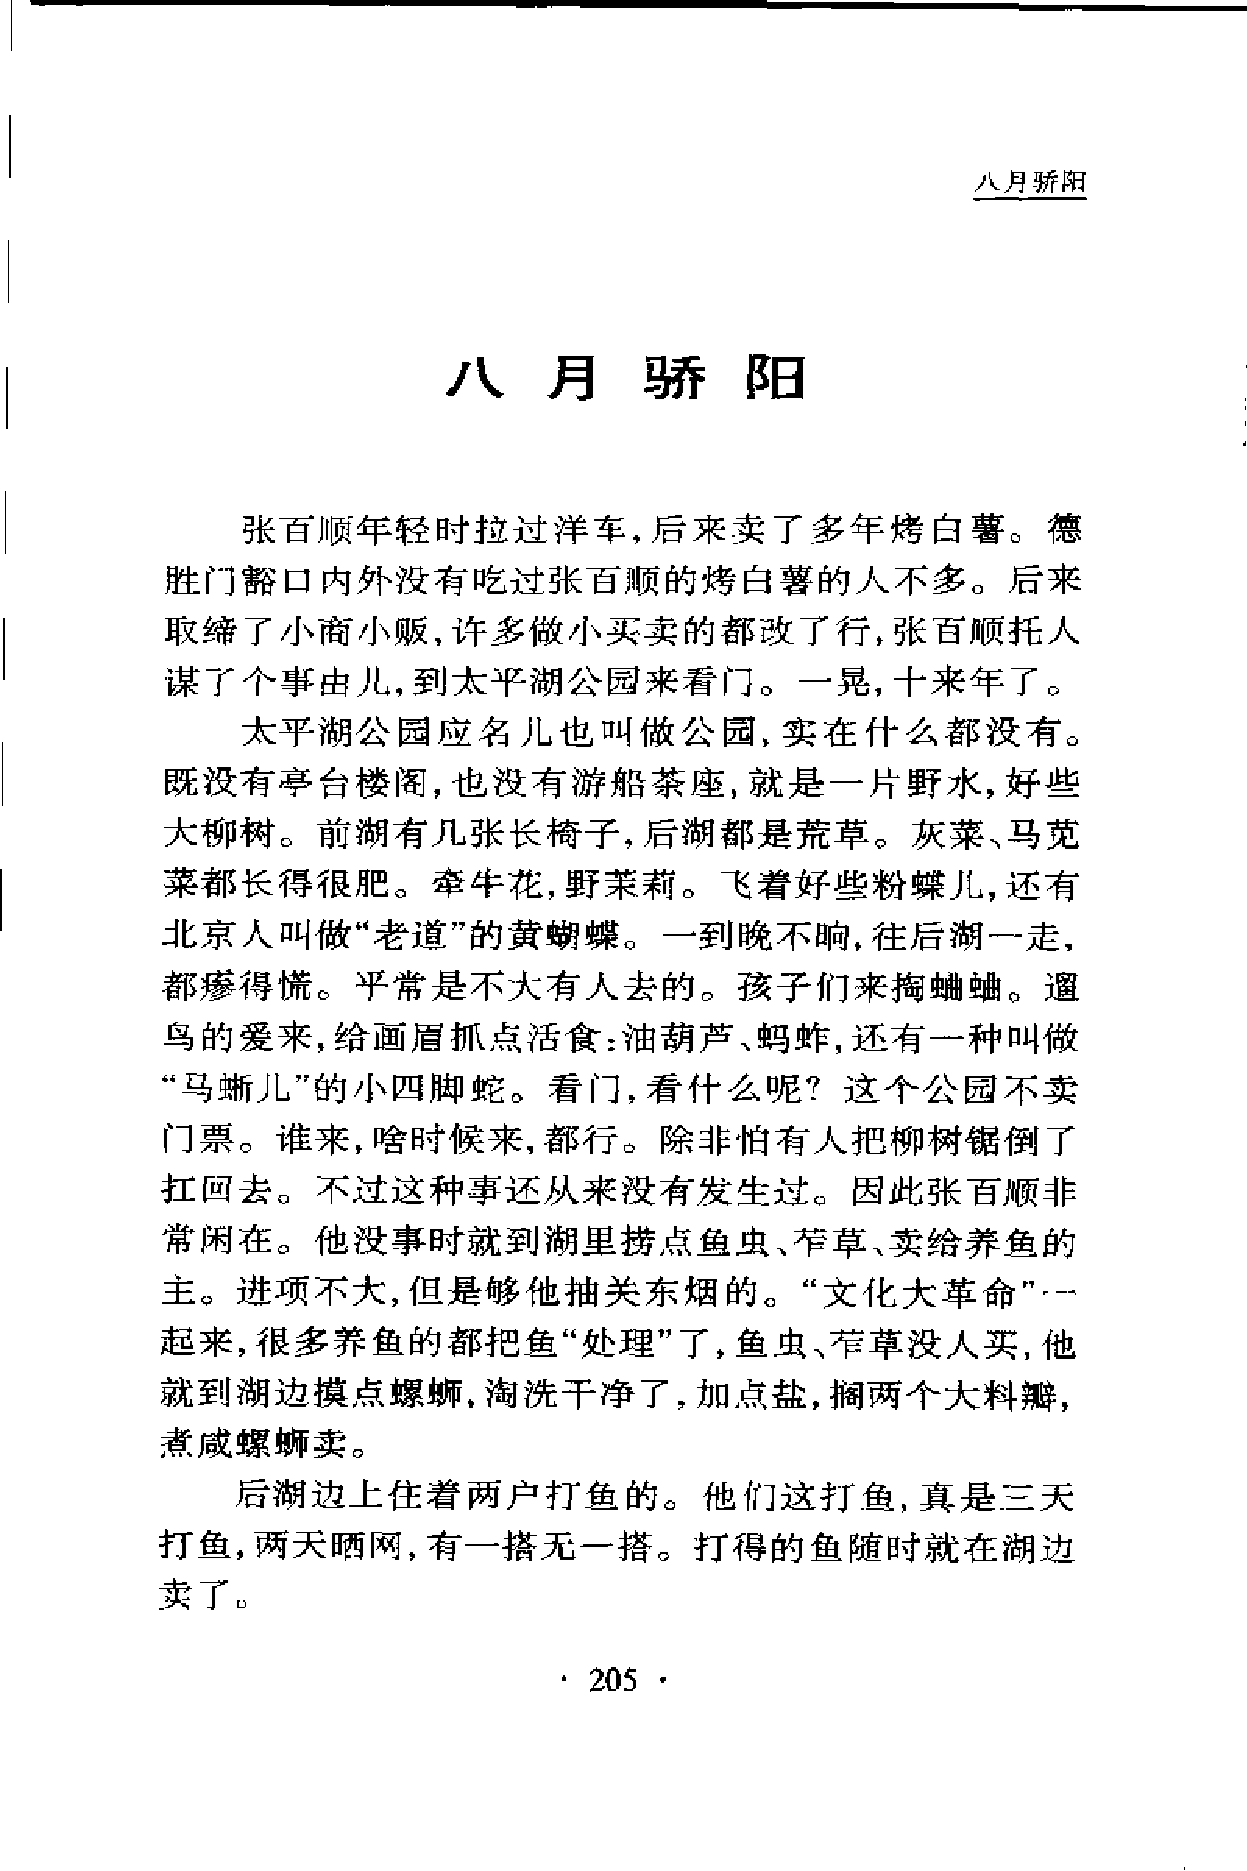 八月骄阳
八月骄阳
张百顺年轻时拉过洋车,后来卖了多年烤白薯。德
胜门豁口内外没有吃过张百顺的烤白薯的人不多。后来
取缔了小商小贩,许多做小买卖的都改了行,张百顺托人
谋了个事由儿,到太平湖公园来看门。一晃,十来年了。
太平湖公园应名儿也叫做公园,实在什么都没有。
既没有亭台楼阁,也没有游船茶座,就是一片野水,好些
大柳树。前湖有几张长椅子,后湖都是荒草。灰菜、马苋
菜都长得很肥。牵牛花,野茉莉。飞着好些粉蝶儿,还有
北京人叫做“老道”的黄蝴蝶。一到晚不晌,往后湖一走,
都瘆得慌。平常是不大有人去的。孩子们来掏蛐蛐。遛
鸟的爱来,给画眉抓点活食:油葫芦、蚂蚱,还有一种叫做
“马蜥儿”的小四脚蛇。看门,看什么呢?这个公园不卖
门票。谁来,啥时候来,都行。除非怕有人把柳树锯倒了
扛回去。不过这种事还从来没有发生过。因此张百顺非
常闲在。他没事时就到湖里捞点鱼虫、苲草、卖给养鱼的
主。进项不大,但是够他抽关东烟的。“文化大革命”一
起来,很多养鱼的都把鱼“处理”了,鱼虫、苲草没人买,他
就到湖边摸点螺蛳,淘洗干净了,加点盐,搁两个大料瓣,
煮咸螺蛳卖。
后湖边上住着两户打鱼的。他们这打鱼,真是三天
打鱼,两天晒网,有一搭无一搭。打得的鱼随时就在湖边
卖了。
· 205 ·